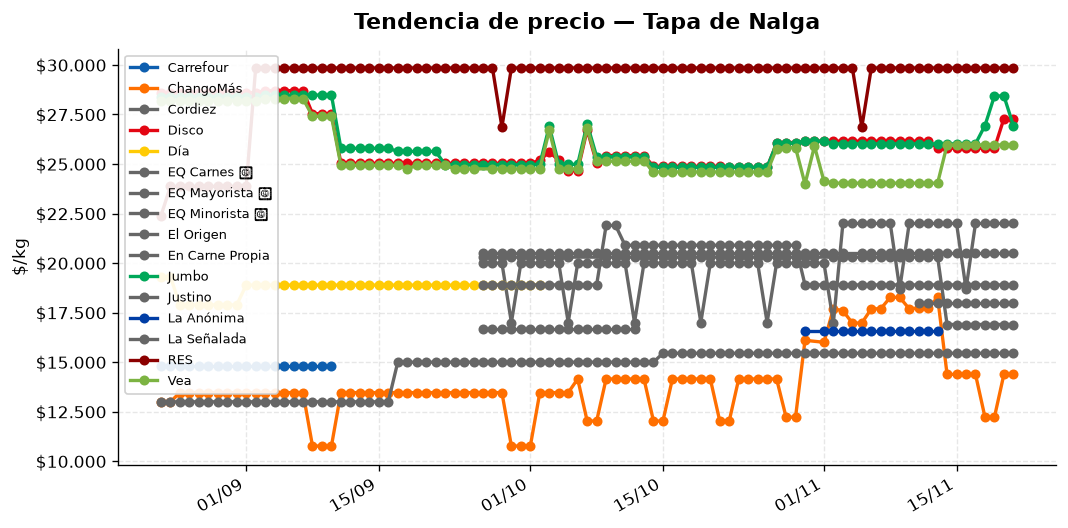 Tendencia de precio — Tapa de Nalga
$30.000
$27.500
$25.000
$22.500
$20.000
$17.500
$15.000
$12.500
$10.000
$/kg
Carrefour
ChangoMás
Cordiez
Disco
Día
EQ Carnes
EQ Mayorista
EQ Minorista
El Origen
En Carne Propia
Jumbo
Justino
La Anónima
La Señalada
RES
Vea
01/09
15/09
01/10
15/10
01/11
15/11